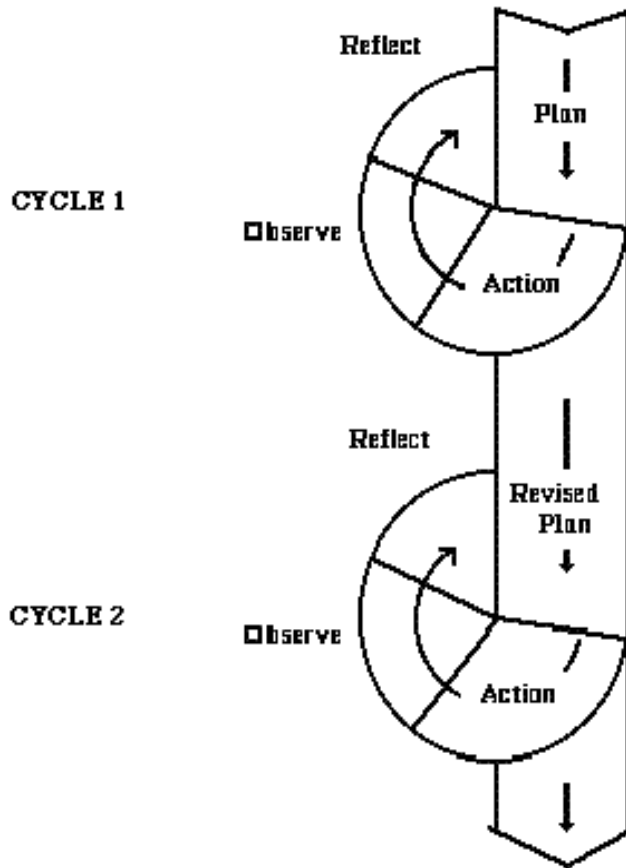 Reflect
Plan
CYCLE 1
Observe
Action
Reflect
Revised
Plan
CYCLE 2
Observe
Action